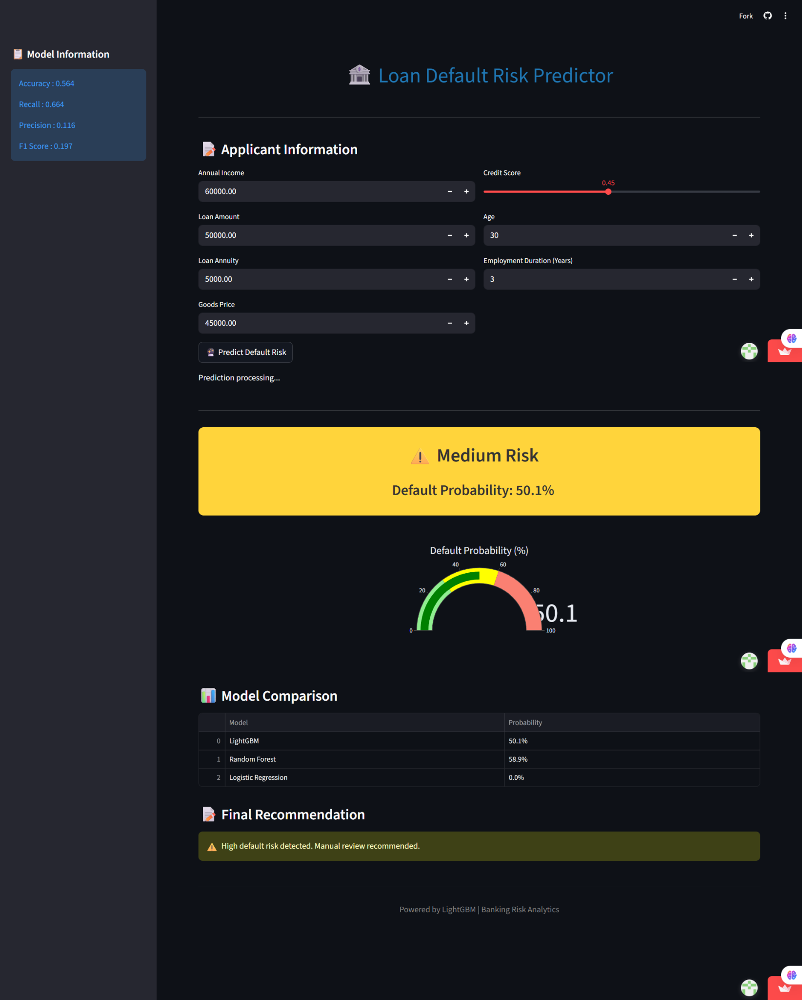 Fork
Model Information
Accuracy : 0.564
Recall : 0.664
Precision : 0.116
F1 Score : 0.197
Loan Default Risk Predictor
Applicant Information
Annual Income
60000.00
Credit Score
0.45
Loan Amount
50000.00
Age
30
Loan Annuity
5000.00
Employment Duration (Years)
3
Goods Price
45000.00
Predict Default Risk
Prediction processing...
Medium Risk
Default Probability: 50.1%
Default Probability (%)
0
20
40
60
80
100
50.1
Model Comparison
Model Probability
0 LightGBM 50.1%
1 Random Forest 58.9%
2 Logistic Regression 0.0%
Final Recommendation
High default risk detected. Manual review recommended.
Powered by LightGBM | Banking Risk Analytics